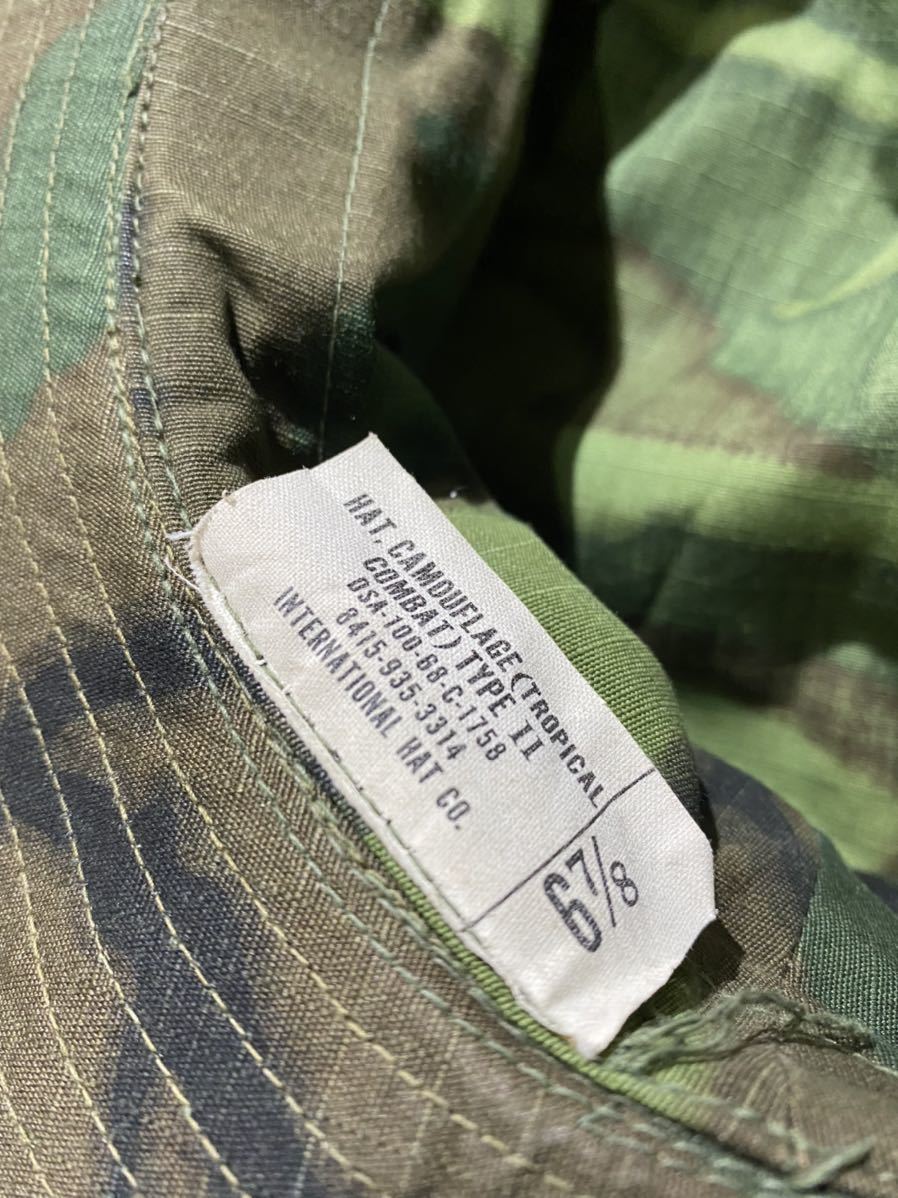 HAT, CAMOUFLAGE (TROPICAL
COMBAT) TYPE II
DSA-100-68-C-1758
8415-935-3314
INTERNATIONAL HAT CO.
6 7/8